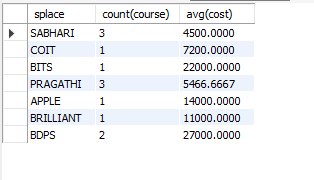 splace count(course) avg(cost)
SABHARI 3 4500.0000
COIT 1 7200.0000
BITS 1 22000.0000
PRAGATHI 3 5466.6667
APPLE 1 14000.0000
BRILLIANT 1 11000.0000
BDPS 2 27000.0000